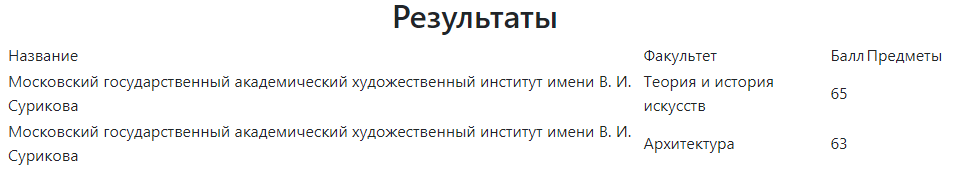 Результаты
Название Факультет Балл Предметы
Московский государственный академический художественный институт имени В. И. Теория и история
Сурикова искусств 65
Московский государственный академический художественный институт имени В. И.
Сурикова Архитектура 63